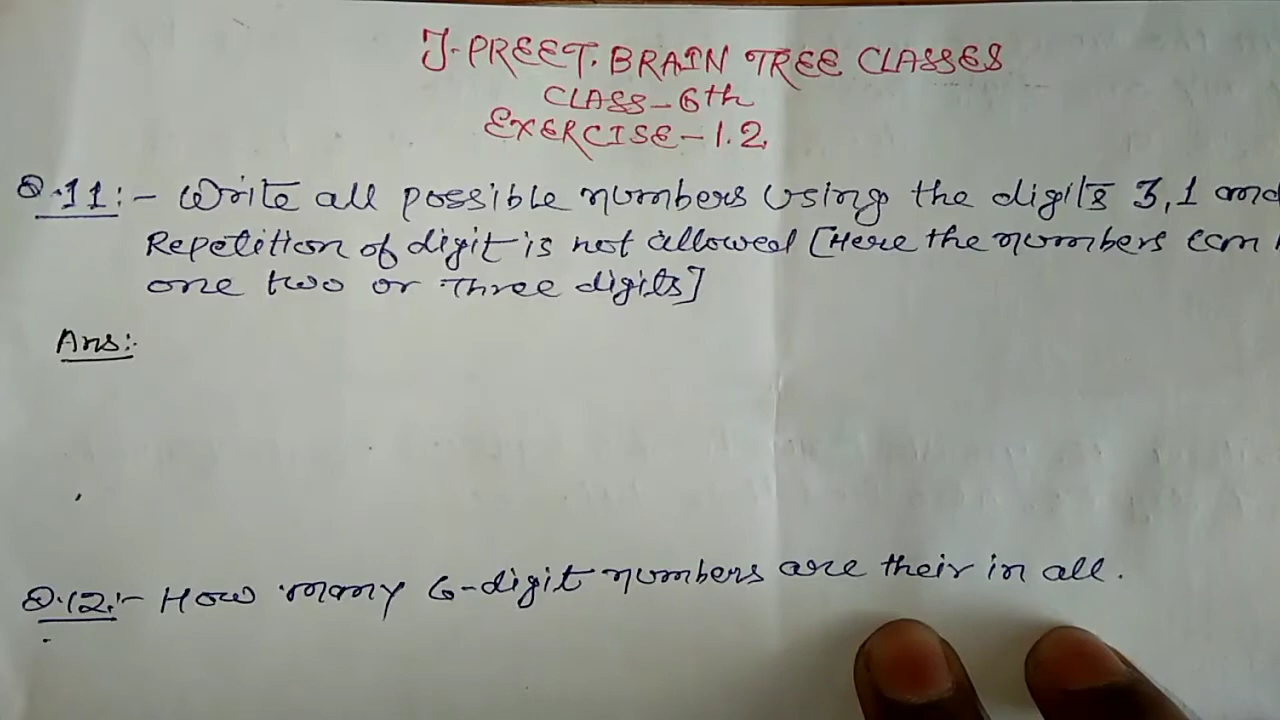 J-PREET. BRAIN TREE CLASSES
CLASS-6th
EXERCISE-1.2
Q.11:- Write all possible numbers using the digits 3,1 and
Repetition of digit is not allowed [Here the numbers can
one two or Three digits]
Ans:-
Q.12:- How many 6-digit numbers are their in all.